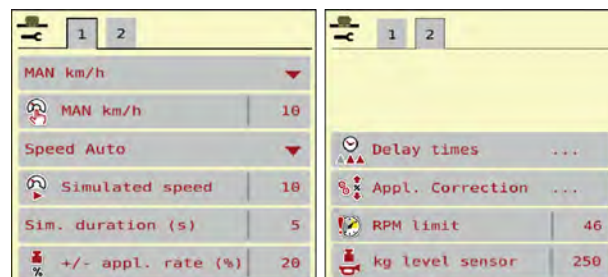 1 2
MAN km/h
MAN km/h 10
Speed Auto
Simulated speed 10
Sim. duration (s) 5
% +/- appl. rate (%) 20
1 2
Delay times ...
% Appl. Correction ...
RPM limit 46
kg level sensor 250